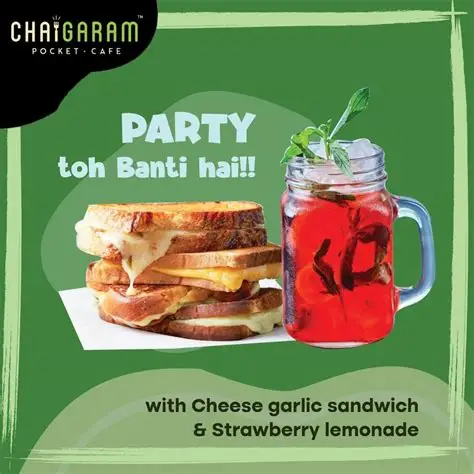 CHAiGARAM™
POCKET • CAFE
PARTY
toh Banti hai!!
with Cheese garlic sandwich
& Strawberry lemonade